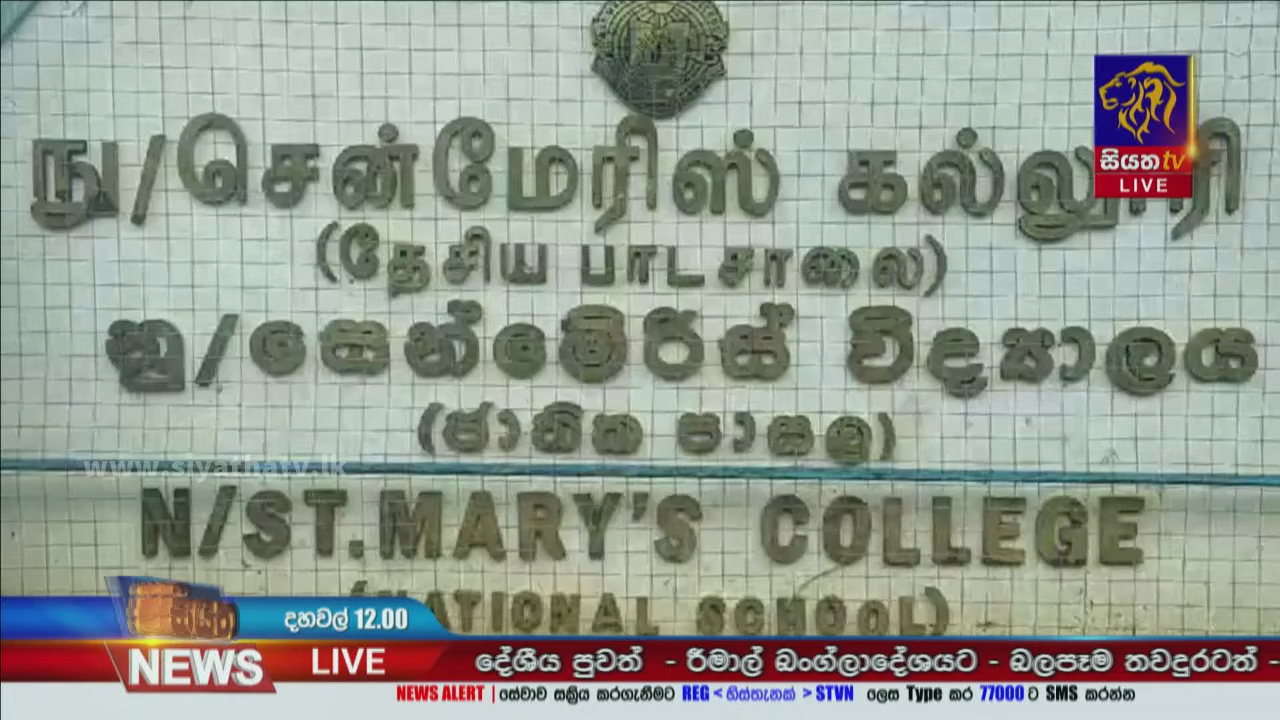 நு/சென்மேரிஸ் கல்லூரி
(தேசிய பாடசாலை)
නු/සෙන්මේරිස් විද්‍යාලය
(ජාතික පාසල)
www.siyathatv.lk
N/ST.MARY'S COLLEGE
(NATIONAL SCHOOL)
සියත tv
LIVE
දහවල් 12.00
NEWS LIVE
දේශීය පුවත් - රීමාල් බංග්ලාදේශයට - බලපෑම තවදුරටත් -
NEWS ALERT | සේවාව සක්‍රිය කරගැනීමට REG < හිස්තැනක් > STVN ලෙස Type කර 77000 ට SMS කරන්න